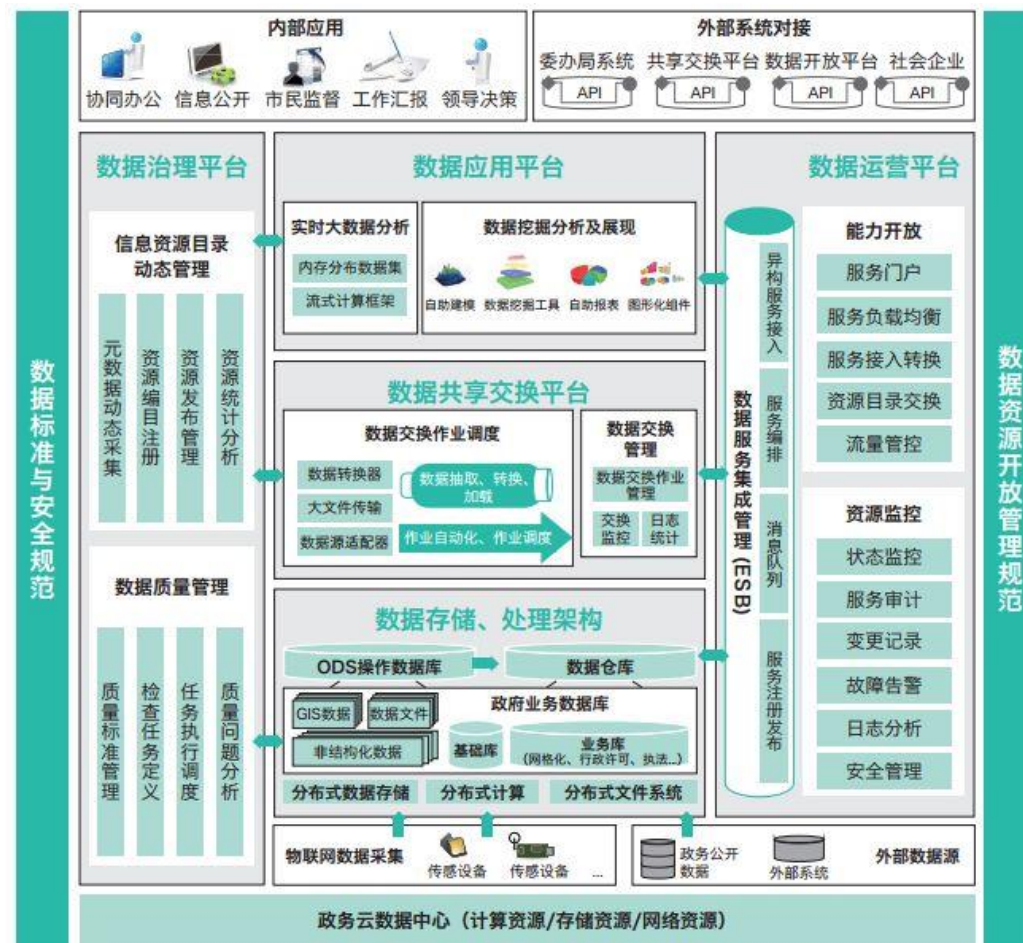 内部应用
协同办公
信息公开
市民监督
工作汇报
领导决策
外部系统对接
委办局系统
共享交换平台
数据开放平台
社会企业
API
API
API
API
数据标准与安全规范
数据治理平台
信息资源目录
动态管理
元数据动态采集
资源编目注册
资源发布管理
资源统计分析
数据质量管理
质量标准管理
检查任务定义
任务执行调度
质量问题分析
数据应用平台
实时大数据分析
内存分布数据集
流式计算框架
数据挖掘分析及展现
自助建模
数据挖掘工具
自助报表
图形化组件
数据共享交换平台
数据交换作业调度
数据转换器
大文件传输
数据源适配器
数据抽取、转换、
加载
作业自动化、作业调度
数据交换
管理
数据交换作业
管理
交换
监控
日志
统计
数据存储、处理架构
ODS操作数据库
数据仓库
政府业务数据库
GIS数据
数据文件
非结构化数据
基础库
业务库
(网格化、行政许可、执法...)
分布式数据存储
分布式计算
分布式文件系统
物联网数据采集
传感设备
传感设备
...
政务公开
数据
外部系统
外部数据源
数据运营平台
数据服务集成管理 (ESB)
异构服务接入
服务编排
消息队列
服务注册发布
能力开放
服务门户
服务负载均衡
服务接入转换
资源目录交换
流量管控
资源监控
状态监控
服务审计
变更记录
故障告警
日志分析
安全管理
数据资源开放管理规范
政务云数据中心（计算资源/存储资源/网络资源）